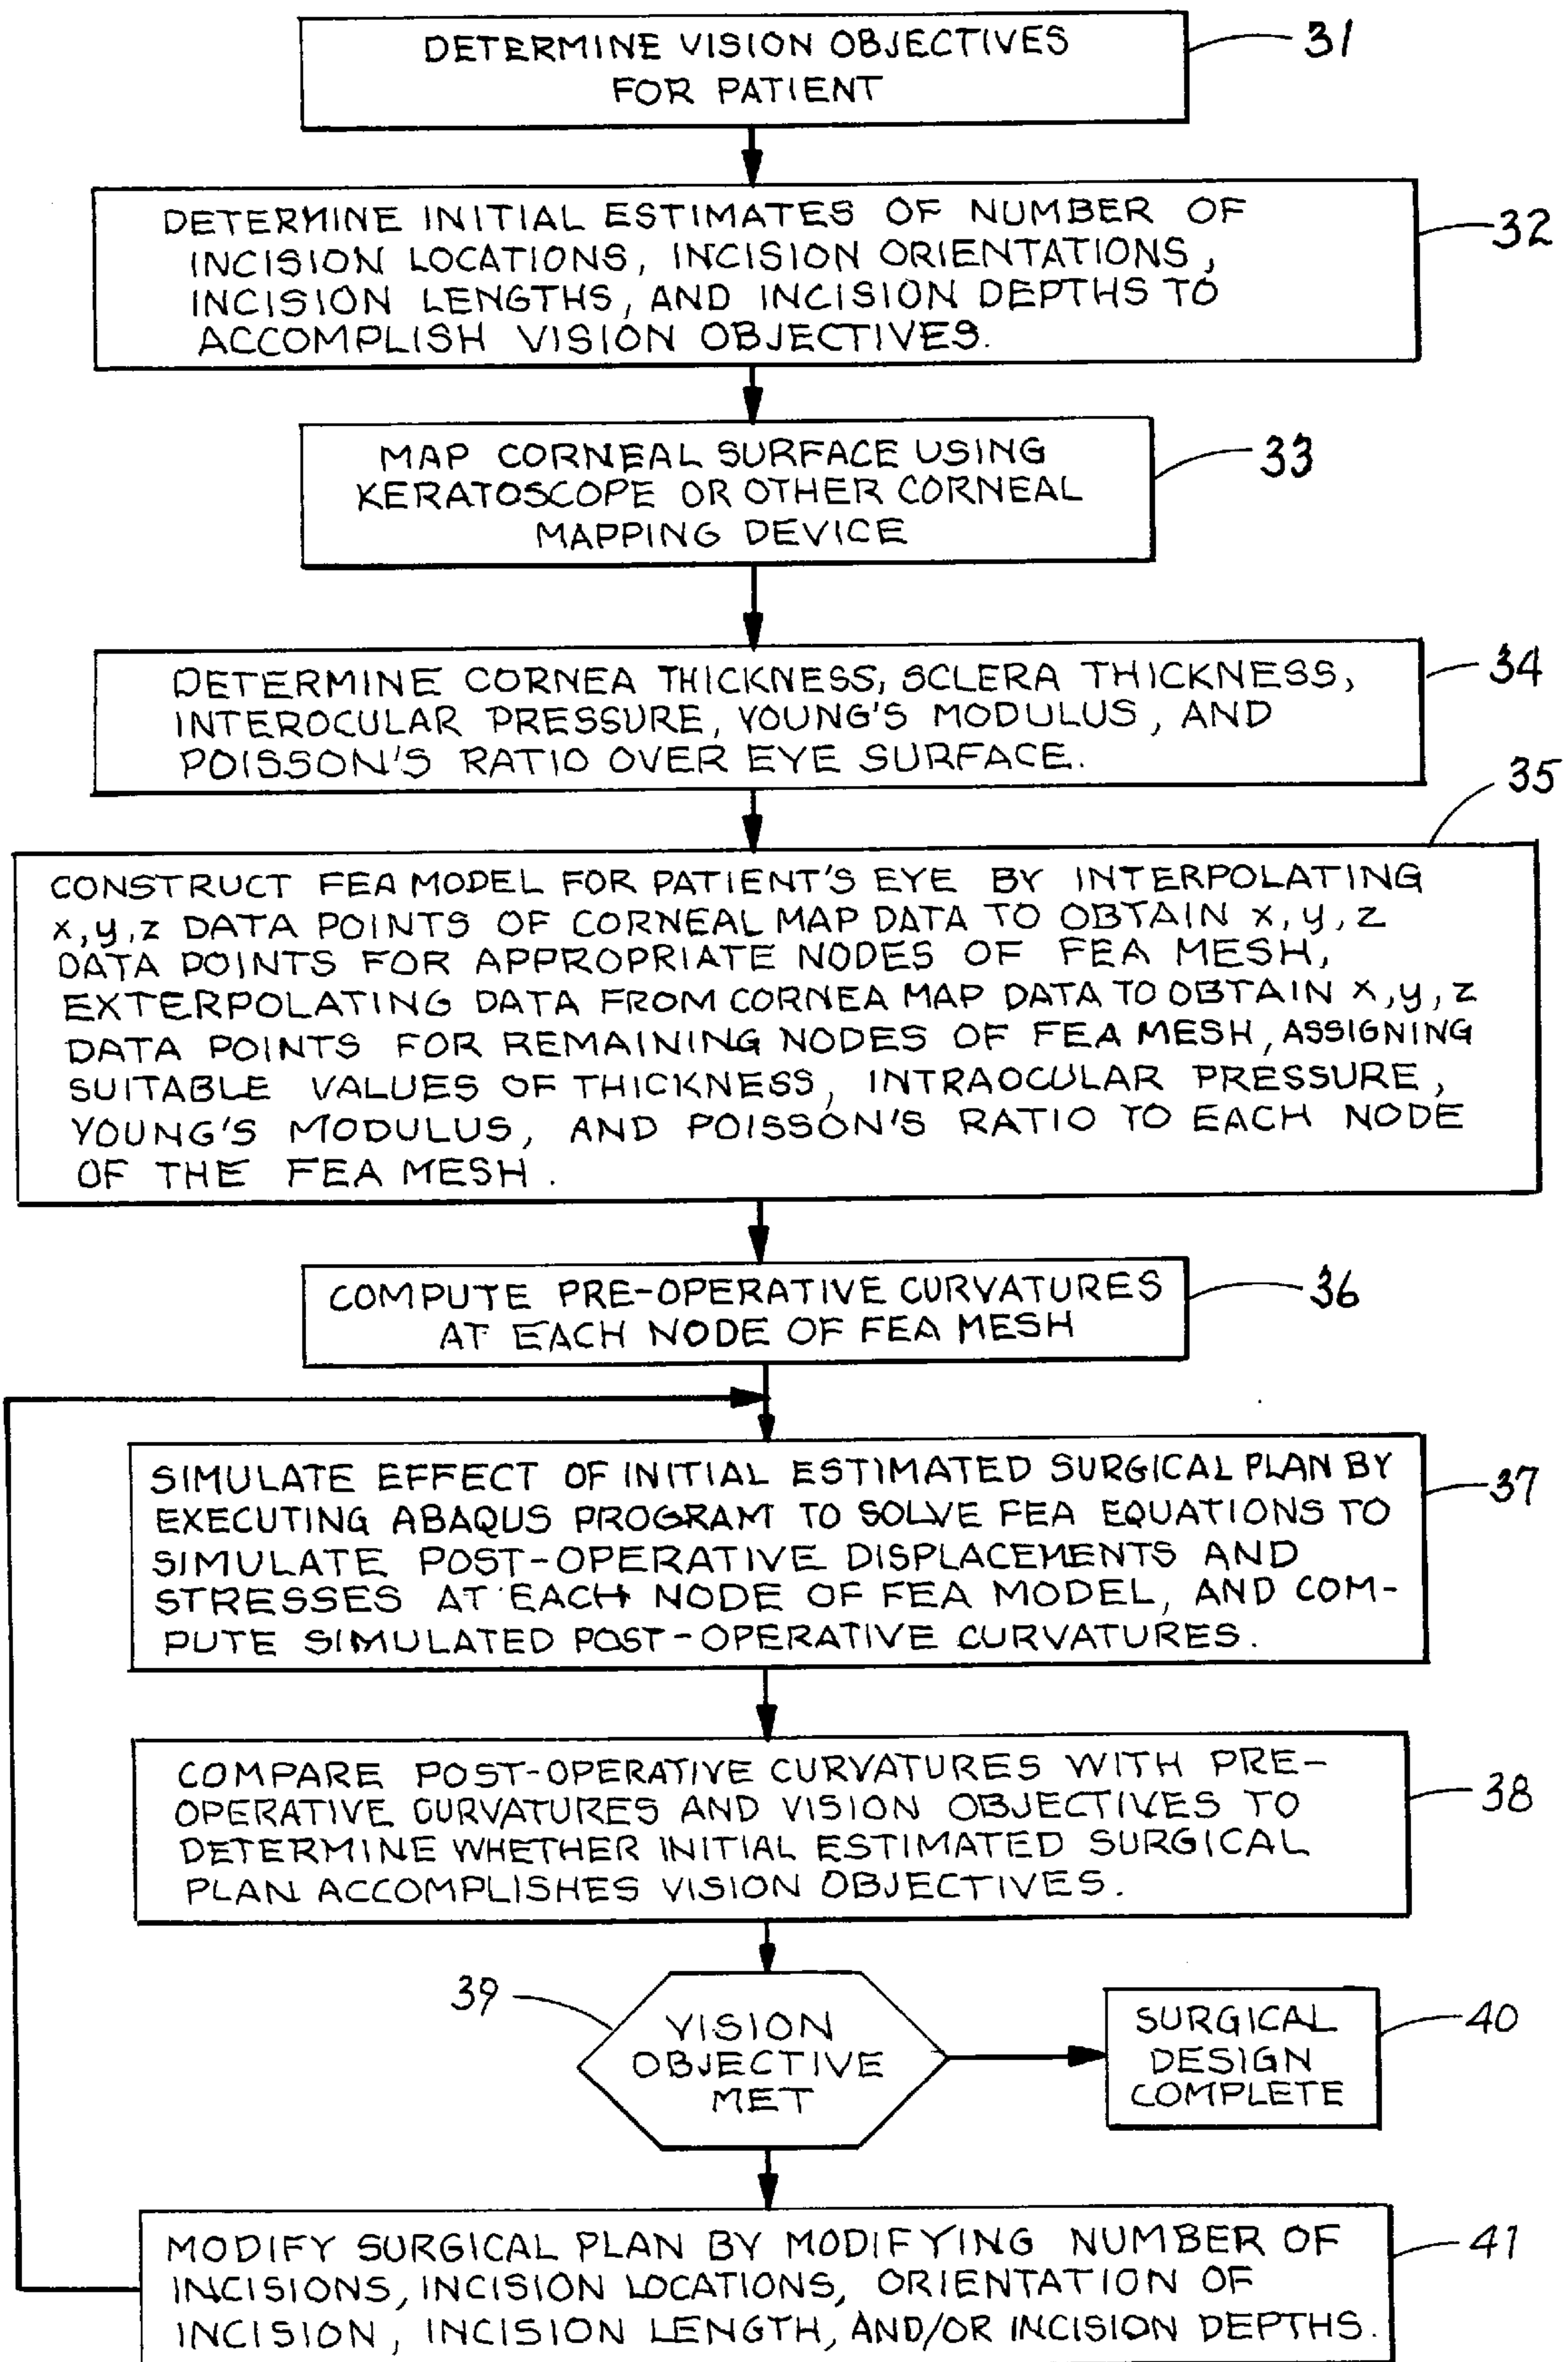 DETERMINE VISION OBJECTIVES
FOR PATIENT
31
DETERMINE INITIAL ESTIMATES OF NUMBER OF
INCISION LOCATIONS, INCISION ORIENTATIONS,
INCISION LENGTHS, AND INCISION DEPTHS TO
ACCOMPLISH VISION OBJECTIVES.
32
MAP CORNEAL SURFACE USING
KERATOSCOPE OR OTHER CORNEAL
MAPPING DEVICE
33
DETERMINE CORNEA THICKNESS, SCLERA THICKNESS,
INTEROCULAR PRESSURE, YOUNG'S MODULUS, AND
POISSON'S RATIO OVER EYE SURFACE.
34
35
CONSTRUCT FEA MODEL FOR PATIENT'S EYE BY INTERPOLATING
x, y, z DATA POINTS OF CORNEAL MAP DATA TO OBTAIN x, y, z
DATA POINTS FOR APPROPRIATE NODES OF FEA MESH,
EXTERPOLATING DATA FROM CORNEA MAP DATA TO OBTAIN x, y, z
DATA POINTS FOR REMAINING NODES OF FEA MESH, ASSIGNING
SUITABLE VALUES OF THICKNESS, INTRAOCULAR PRESSURE,
YOUNG'S MODULUS, AND POISSON'S RATIO TO EACH NODE
OF THE FEA MESH.
COMPUTE PRE-OPERATIVE CURVATURES
AT EACH NODE OF FEA MESH
36
SIMULATE EFFECT OF INITIAL ESTIMATED SURGICAL PLAN BY
EXECUTING ABAQUS PROGRAM TO SOLVE FEA EQUATIONS TO
SIMULATE POST-OPERATIVE DISPLACEMENTS AND
STRESSES AT EACH NODE OF FEA MODEL, AND COM-
PUTE SIMULATED POST-OPERATIVE CURVATURES.
37
COMPARE POST-OPERATIVE CURVATURES WITH PRE-
OPERATIVE CURVATURES AND VISION OBJECTIVES TO
DETERMINE WHETHER INITIAL ESTIMATED SURGICAL
PLAN ACCOMPLISHES VISION OBJECTIVES.
38
39
VISION
OBJECTIVE
MET
SURGICAL
DESIGN
COMPLETE
40
MODIFY SURGICAL PLAN BY MODIFYING NUMBER OF
INCISIONS, INCISION LOCATIONS, ORIENTATION OF
INCISION, INCISION LENGTH, AND/OR INCISION DEPTHS.
41